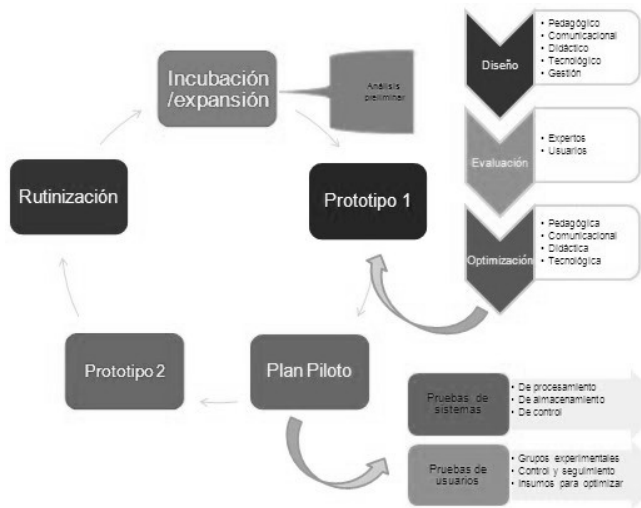 Incubación
/expansión
Análisis
preliminar
Prototipo 1
Plan Piloto
Prototipo 2
Rutinización
Diseño
• Pedagógico
• Comunicacional
• Didáctico
• Tecnológico
• Gestión
Evaluación
• Expertos
• Usuarios
Optimización
• Pedagógica
• Comunicacional
• Didáctica
• Tecnológica
Pruebas de
sistemas
• De procesamiento
• De almacenamiento
• De control
Pruebas de
usuarios
• Grupos experimentales
• Control y seguimiento
• Insumos para optimizar